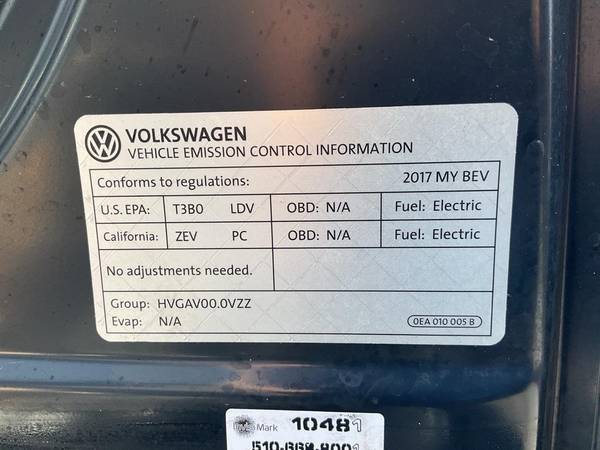 VOLKSWAGEN
VEHICLE EMISSION CONTROL INFORMATION
Conforms to regulations: 2017 MY BEV
U.S. EPA: T3B0 LDV OBD: N/A Fuel: Electric
California: ZEV PC OBD: N/A Fuel: Electric
No adjustments needed.
Group: HVGAV00.0VZZ
Evap: N/A 0EA 010 005 B
Mark 10481